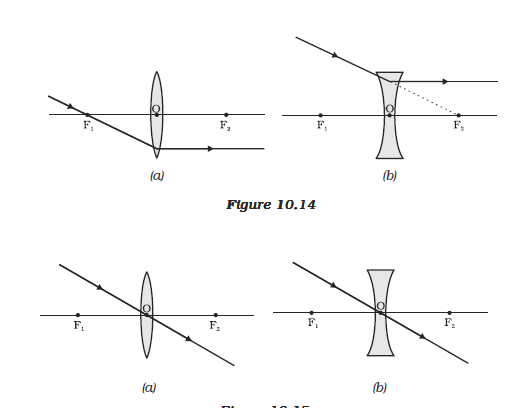 O O
F₁ F₂ F₁ F₂
(a) (b)
Figure 10.14
O O
F₁ F₂ F₁ F₂
(a) (b)